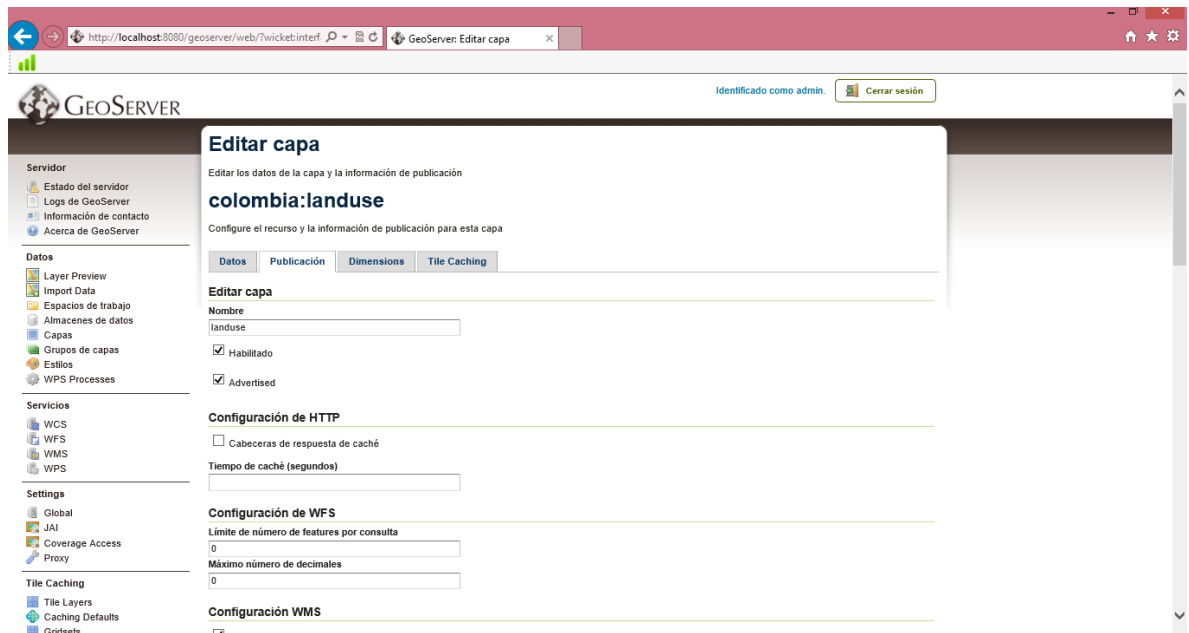 http://localhost:8080/geoserver/web/?wicket:interf
GeoServer: Editar capa
GEOSERVER
Identificado como admin.
Cerrar sesión
Servidor
Estado del servidor
Logs de GeoServer
Información de contacto
Acerca de GeoServer
Datos
Layer Preview
Import Data
Espacios de trabajo
Almacenes de datos
Capas
Grupos de capas
Estilos
WPS Processes
Servicios
WCS
WFS
WMS
WPS
Settings
Global
JAI
Coverage Access
Proxy
Tile Caching
Tile Layers
Caching Defaults
Gridsets
Editar capa
Editar los datos de la capa y la información de publicación
colombia:landuse
Configure el recurso y la información de publicación para esta capa
Datos
Publicación
Dimensions
Tile Caching
Editar capa
Nombre
landuse
Habilitado
Advertised
Configuración de HTTP
Cabeceras de respuesta de caché
Tiempo de caché (segundos)
Configuración de WFS
Límite de número de features por consulta
0
Máximo número de decimales
0
Configuración WMS